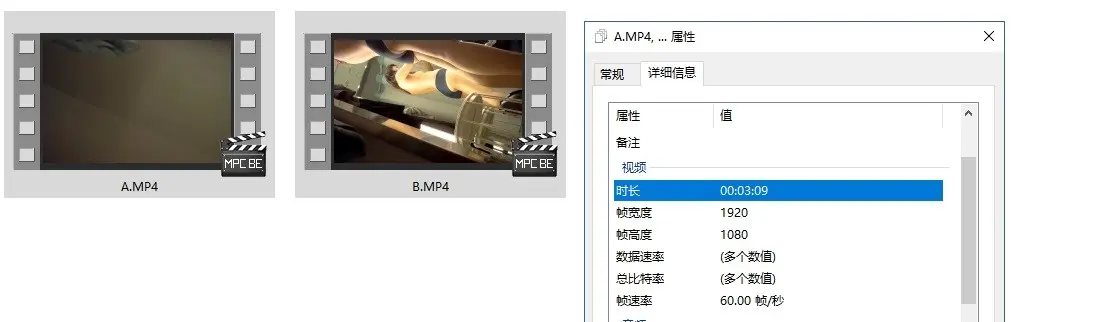 A.MP4, ... 属性
常规
详细信息
属性 值
备注
视频
时长 00:03:09
帧宽度 1920
帧高度 1080
数据速率 (多个数值)
总比特率 (多个数值)
帧速率 60.00 帧/秒
MPC BE
MPC BE
A.MP4
B.MP4